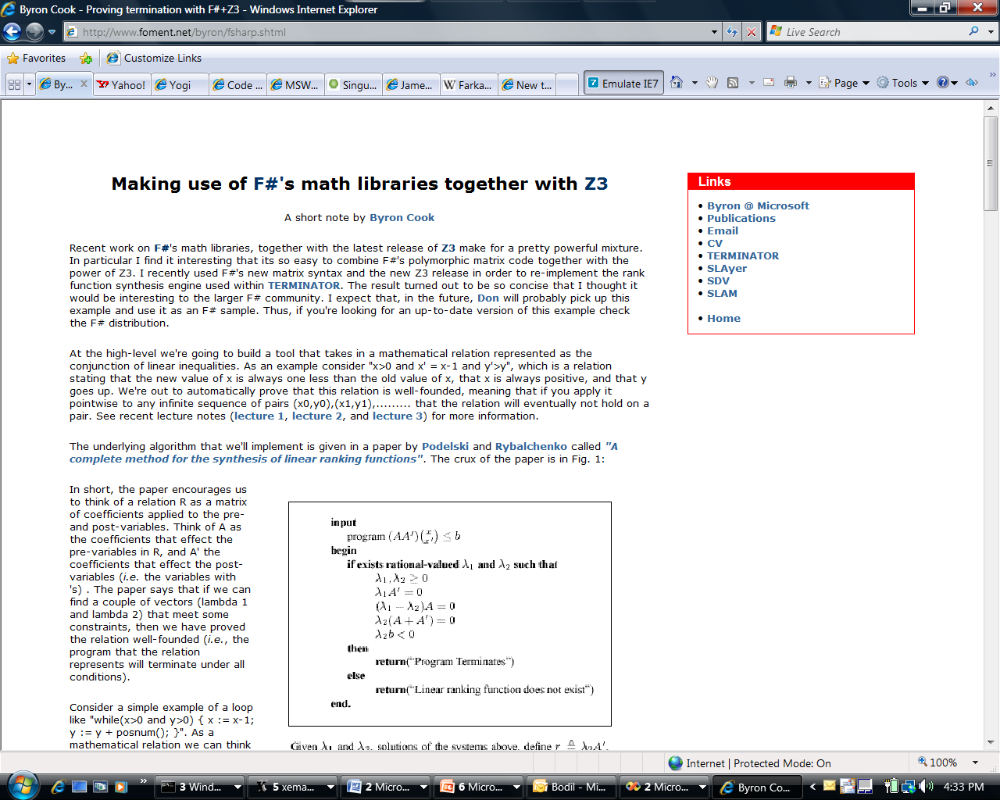 Byron Cook - Proving termination with F#+Z3 - Windows Internet Explorer
http://www.foment.net/byron/fsharp.shtml
Live Search
Favorites
Customize Links
By...
Yahoo!
Yogi
Code ...
MSW...
Singu...
Jame...
Farka...
New t...
Emulate IE7
Page
Tools
Making use of F#'s math libraries together with Z3
A short note by Byron Cook
Recent work on F#'s math libraries, together with the latest release of Z3 make for a pretty powerful mixture.
In particular I find it interesting that its so easy to combine F#'s polymorphic matrix code together with the
power of Z3. I recently used F#'s new matrix syntax and the new Z3 release in order to re-implement the rank
function synthesis engine used within TERMINATOR. The result turned out to be so concise that I thought it
would be interesting to the larger F# community. I expect that, in the future, Don will probably pick up this
example and use it as an F# sample. Thus, if you're looking for an up-to-date version of this example check
the F# distribution.
At the high-level we're going to build a tool that takes in a mathematical relation represented as the
conjunction of linear inequalities. As an example consider "x>0 and x' = x-1 and y'>y", which is a relation
stating that the new value of x is always one less than the old value of x, that x is always positive, and that y
goes up. We're out to automatically prove that this relation is well-founded, meaning that if you apply it
pointwise to any infinite sequence of pairs (x0,y0),(x1,y1),......... that the relation will eventually not hold on a
pair. See recent lecture notes (lecture 1, lecture 2, and lecture 3) for more information.
The underlying algorithm that we'll implement is given in a paper by Podelski and Rybalchenko called "A
complete method for the synthesis of linear ranking functions". The crux of the paper is in Fig. 1:
In short, the paper encourages us
to think of a relation R as a matrix
of coefficients applied to the pre-
and post-variables. Think of A as
the coefficients that effect the
pre-variables in R, and A' the
coefficients that effect the post-
variables (i.e. the variables with
's) . The paper says that if we can
find a couple of vectors (lambda 1
and lambda 2) that meet some
constraints, then we have proved
the relation well-founded (i.e., the
program that the relation
represents will terminate under all
conditions).
Consider a simple example of a loop
like "while(x>0 and y>0) { x := x-1;
y := y + posnum(); }". As a
mathematical relation we can think
input
program (AA′)(x x′) ≤ b
begin
if exists rational-valued λ1 and λ2 such that
λ1, λ2 ≥ 0
λ1A′ = 0
(λ1 − λ2)A = 0
λ2(A + A′) = 0
λ2b < 0
then
return("Program Terminates")
else
return("Linear ranking function does not exist")
end.
Given λ1 and λ2, solutions of the systems above, define r ≜ λ2A′,
Links
• Byron @ Microsoft
• Publications
• Email
• CV
• TERMINATOR
• SLAyer
• SDV
• SLAM
• Home
Internet | Protected Mode: On
100%
3 Wind...
5 xema...
2 Micro...
6 Micro...
Bodil - Mi...
2 Micro...
Byron Co...
4:33 PM